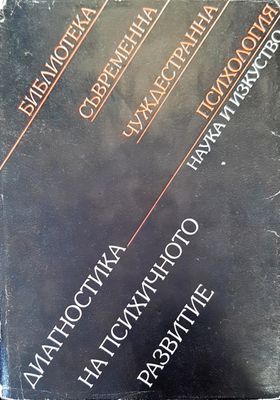 БИБЛИОТЕКА
СЪВРЕМЕННА
ЧУЖДЕСТРАННА
ПСИХОЛОГИЯ
НАУКА И ИЗКУСТВО
ДИАГНОСТИКА
НА ПСИХИЧНОТО
РАЗВИТИЕ